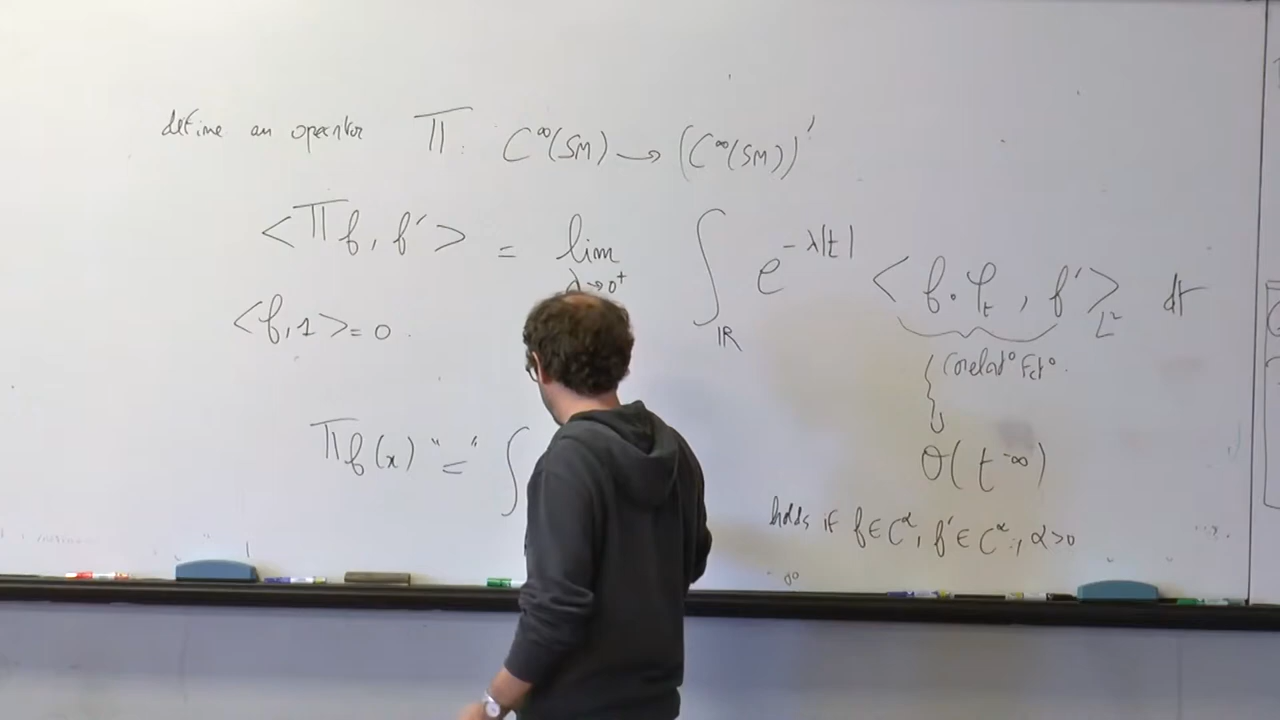 define an operator Π : C^∞(SM) → (C^∞(SM))'
<Πf, f'> = lim_{λ→0^+} ∫_ℝ e^{-λ|t|} <f∘φ_t, f'>_{L²} dt
<f, 1> = 0.
Correlat° Fct°.
Πf(x) "=" ∫
O(t^{-∞})
holds if f ∈ C^α, f' ∈ C^α, α>0